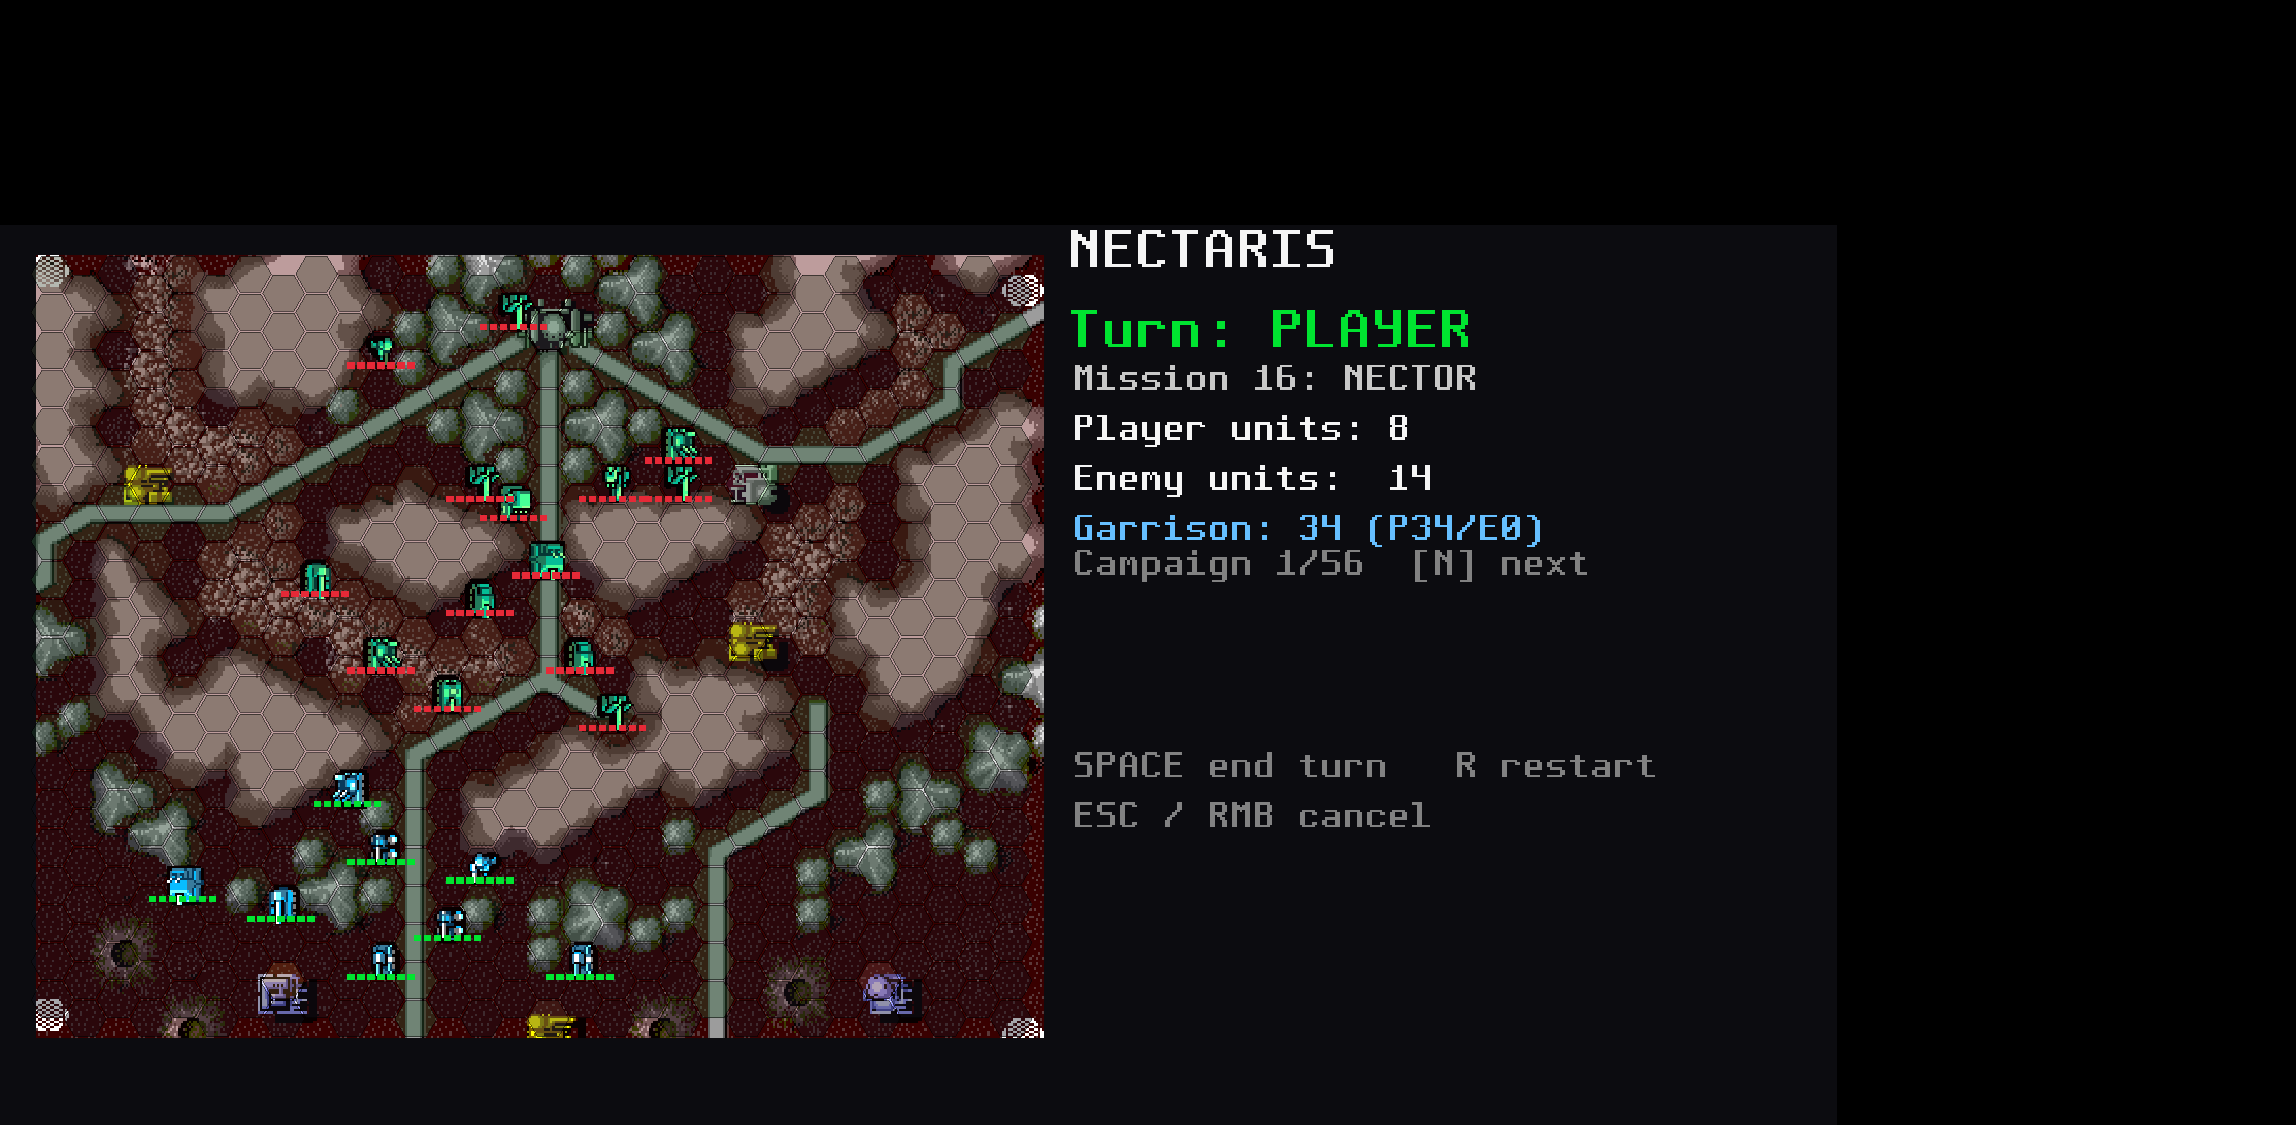 NECTARIS
Turn: PLAYER
Mission 16: NECTOR
Player units: 8
Enemy units:  14
Garrison: 34 (P34/E0)
Campaign 1/56  [N] next
SPACE end turn   R restart
ESC / RMB cancel